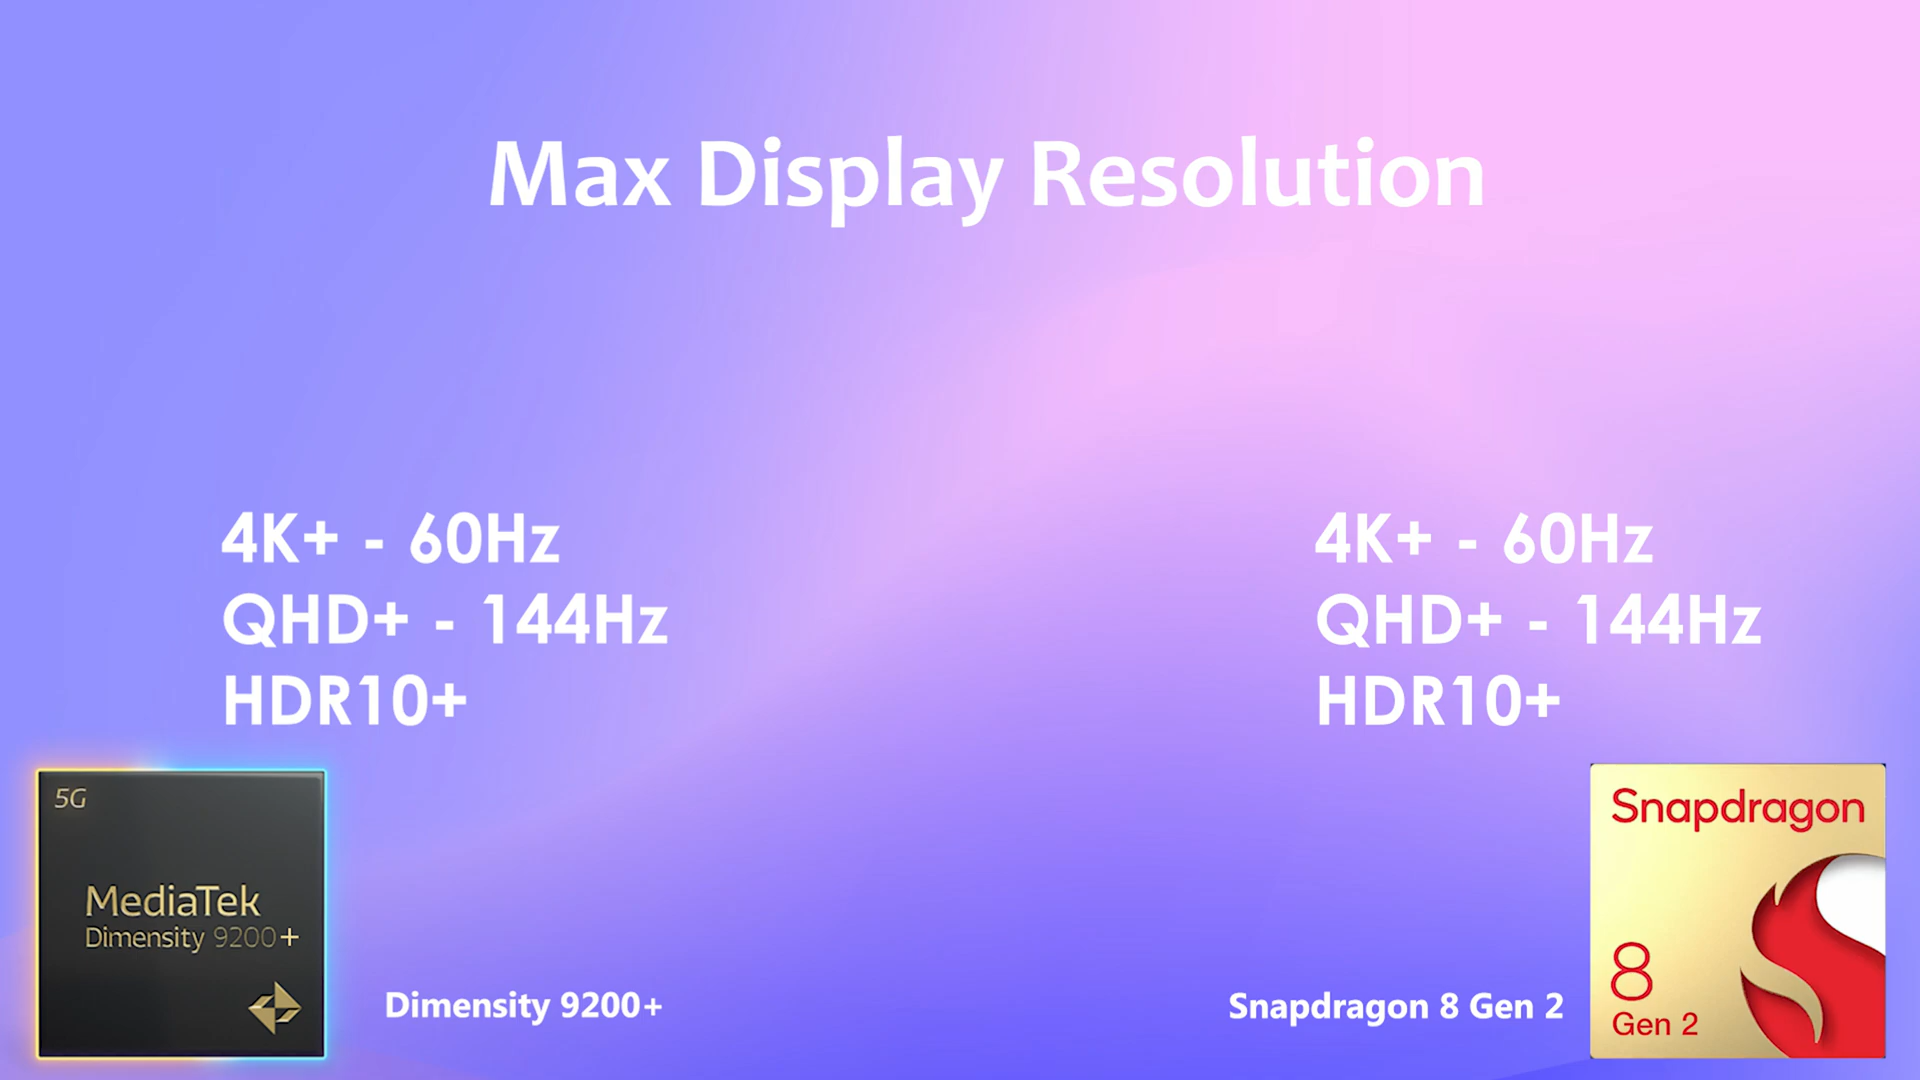 Max Display Resolution
4K+ - 60Hz
QHD+ - 144Hz
HDR10+
4K+ - 60Hz
QHD+ - 144Hz
HDR10+
5G
MediaTek
Dimensity 9200+
Dimensity 9200+
Snapdragon 8 Gen 2
Snapdragon
8
Gen 2